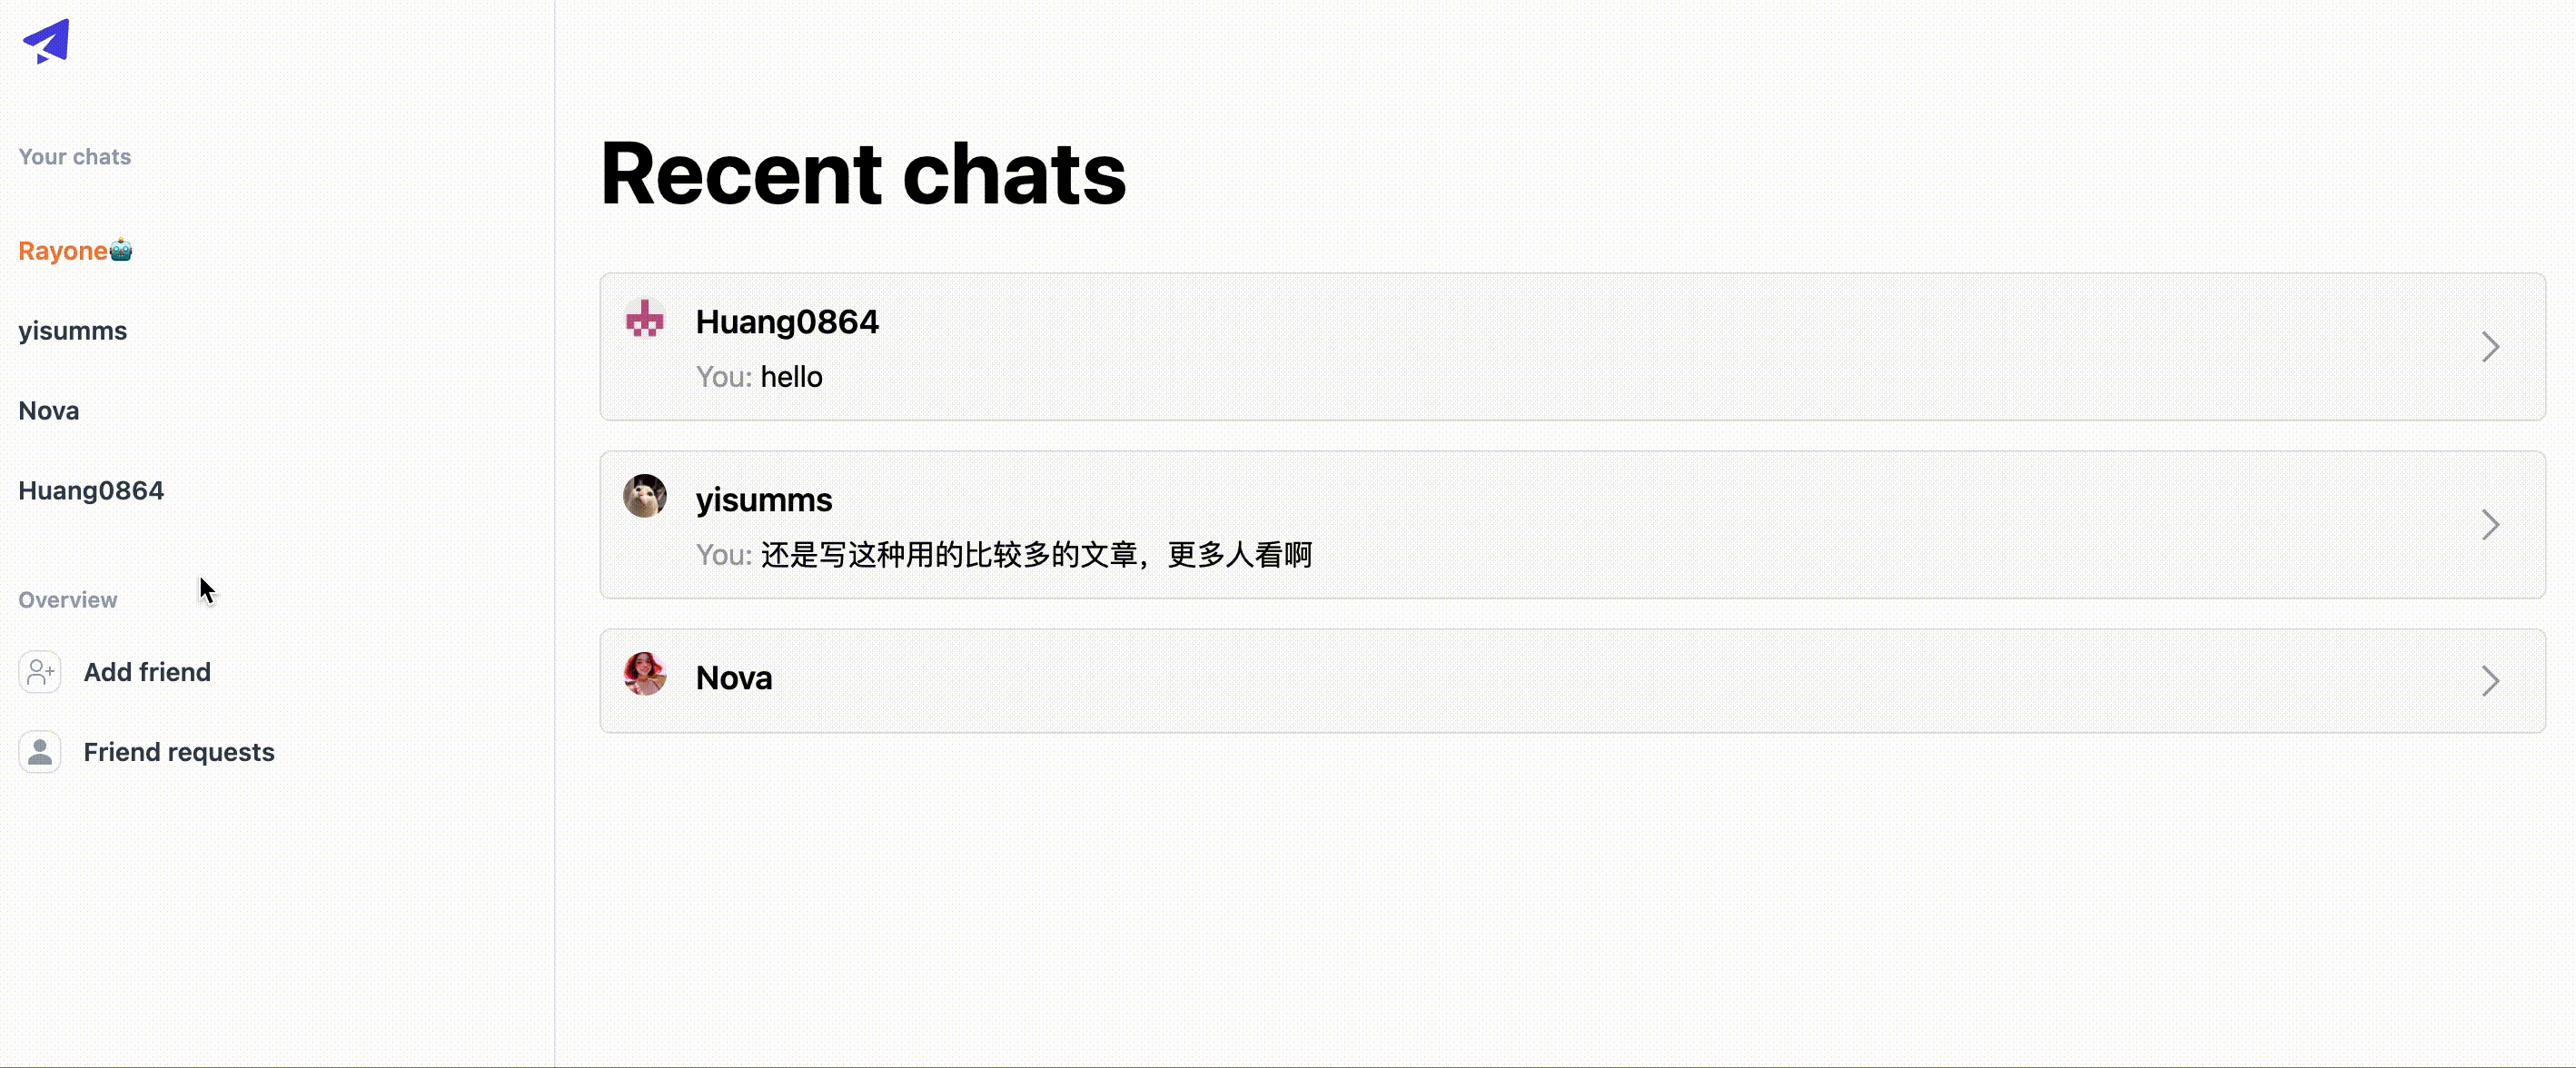 Your chats
Rayone🤖
yisumms
Nova
Huang0864
Overview
Add friend
Friend requests
Recent chats
Huang0864
You: hello
yisumms
You: 还是写这种用的比较多的文章，更多人看啊
Nova